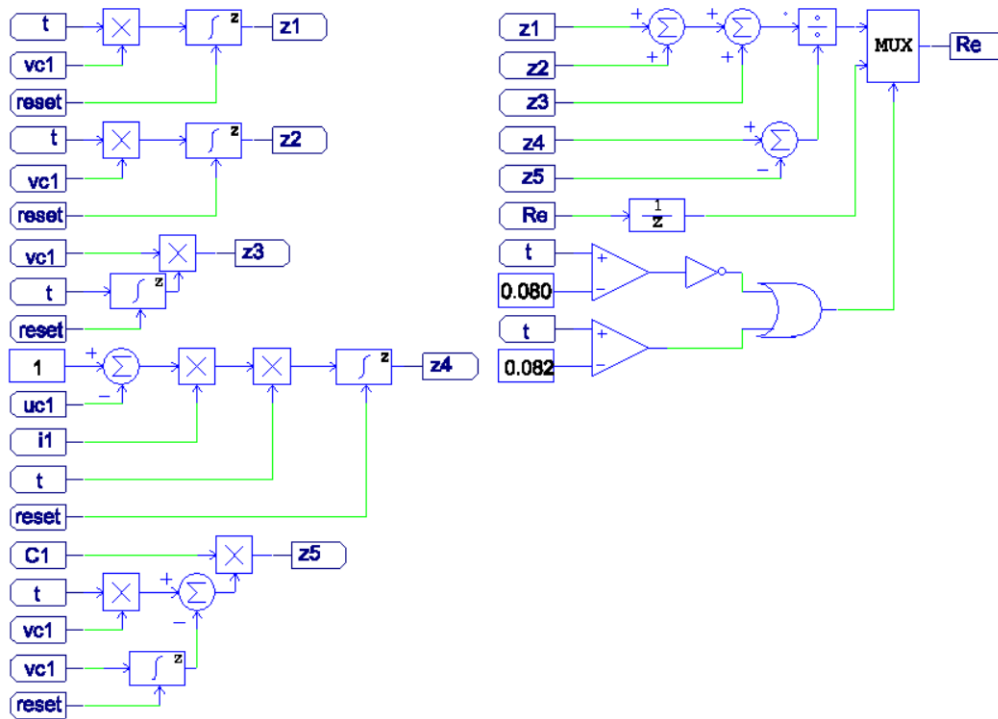 t
z
z1
vc1
reset
t
z
z2
vc1
reset
vc1
z3
t
z
reset
+
1
Σ
z
z4
−
uc1
i1
t
reset
C1
z5
t
+
Σ
vc1
−
vc1
z
reset
z1
+
Σ
+
Σ
÷
MUX
Re
z2
+
+
z3
z4
+
Σ
z5
−
Re
1
z
t
+
0.080
−
t
+
0.082
−